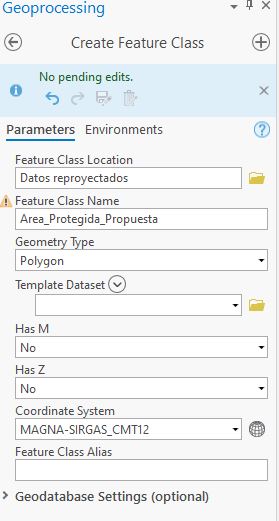 Geoprocessing
Create Feature Class
No pending edits.
Parameters Environments
Feature Class Location
Datos reproyectados
Feature Class Name
Area_Protegida_Propuesta
Geometry Type
Polygon
Template Dataset
Has M
No
Has Z
No
Coordinate System
MAGNA-SIRGAS_CMT12
Feature Class Alias
Geodatabase Settings (optional)